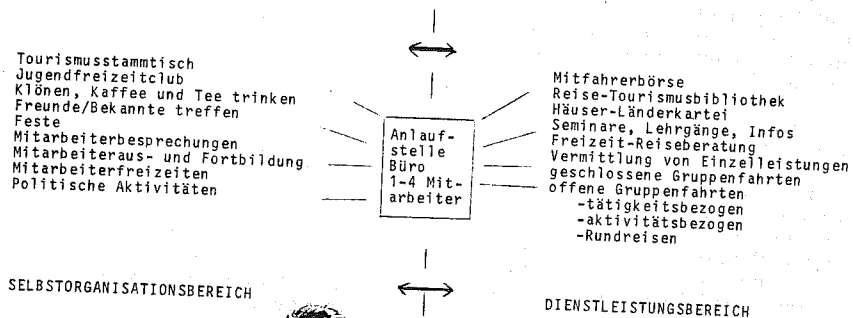 Tourismusstammtisch
Jugendfreizeitclub
Klönen, Kaffee und Tee trinken
Freunde/Bekannte treffen
Feste
Mitarbeiterbesprechungen
Mitarbeiteraus- und Fortbildung
Mitarbeiterfreizeiten
Politische Aktivitäten
Anlauf-
stelle
Büro
1-4 Mit-
arbeiter
Mitfahrerbörse
Reise-Tourismusbibliothek
Häuser-Länderkartei
Seminare, Lehrgänge, Infos
Freizeit-Reiseberatung
Vermittlung von Einzelleistungen
geschlossene Gruppenfahrten
offene Gruppenfahrten
-tätigkeitsbezogen
-aktivitätsbezogen
-Rundreisen
SELBSTORGANISATIONSBEREICH
DIENSTLEISTUNGSBEREICH